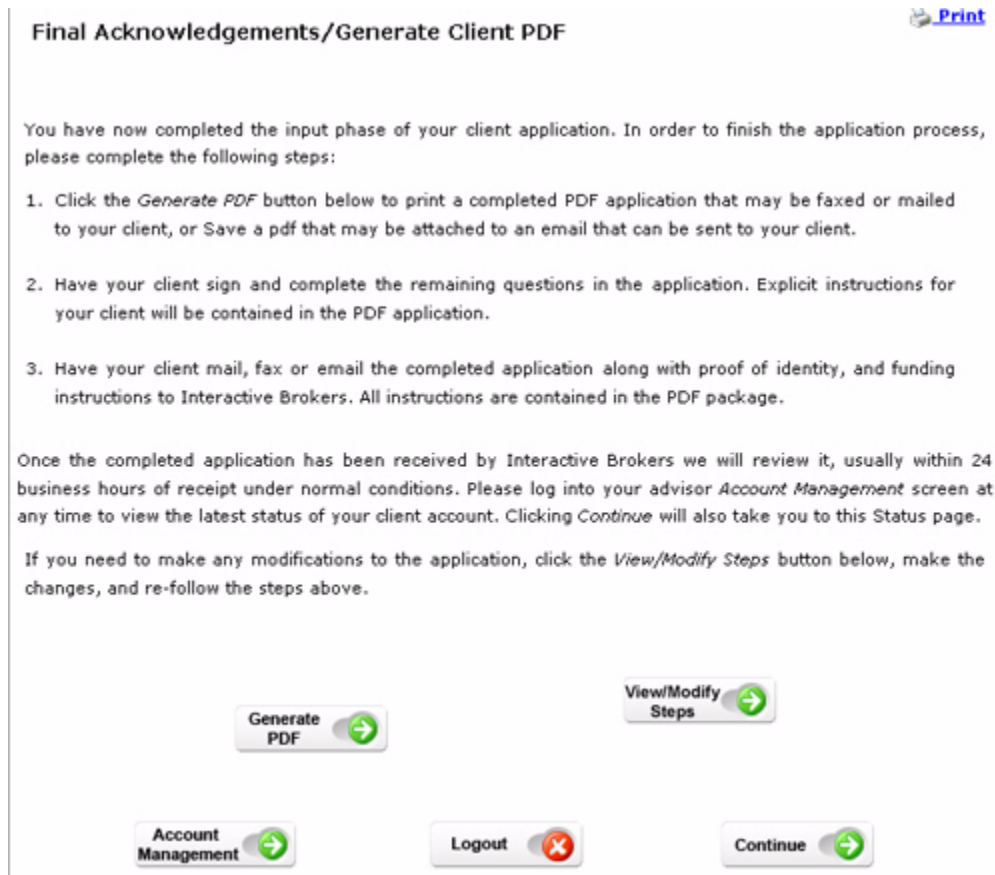 Print
Final Acknowledgements/Generate Client PDF
You have now completed the input phase of your client application. In order to finish the application process,
please complete the following steps:
1. Click the Generate PDF button below to print a completed PDF application that may be faxed or mailed
to your client, or Save a pdf that may be attached to an email that can be sent to your client.
2. Have your client sign and complete the remaining questions in the application. Explicit instructions for
your client will be contained in the PDF application.
3. Have your client mail, fax or email the completed application along with proof of identity, and funding
instructions to Interactive Brokers. All instructions are contained in the PDF package.
Once the completed application has been received by Interactive Brokers we will review it, usually within 24
business hours of receipt under normal conditions. Please log into your advisor Account Management screen at
any time to view the latest status of your client account. Clicking Continue will also take you to this Status page.
If you need to make any modifications to the application, click the View/Modify Steps button below, make the
changes, and re-follow the steps above.
View/Modify
Steps
Generate
PDF
Account
Management
Logout
Continue